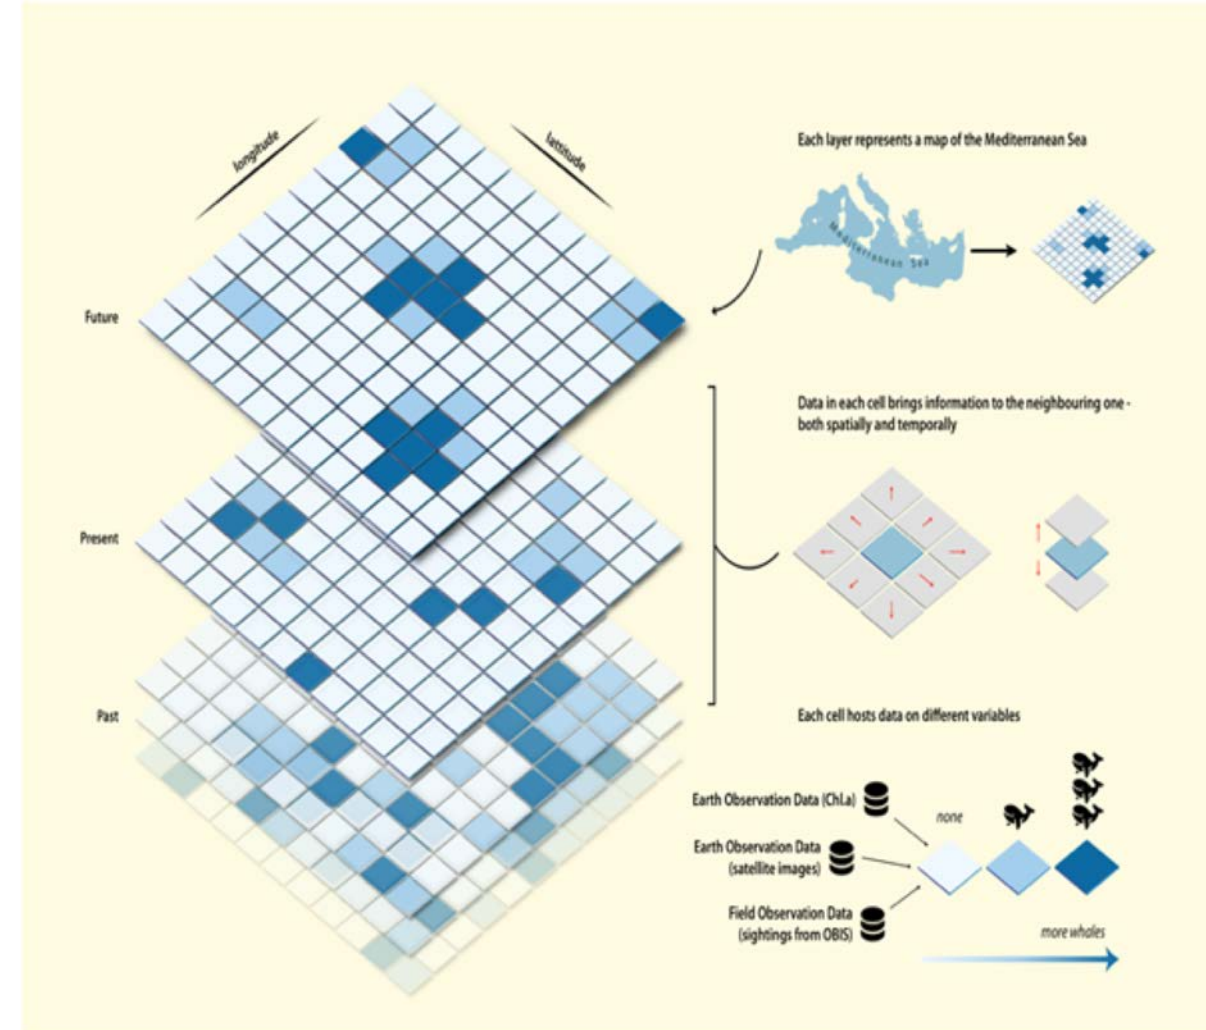 longitude
lattitude
Each layer represents a map of the Mediterranean Sea
Mediterranean Sea
Future
Data in each cell brings information to the neighbouring one -
both spatially and temporally
Present
Past
Each cell hosts data on different variables
Earth Observation Data (Chl.a)
none
Earth Observation Data
(satellite images)
Field Observation Data
(sightings from OBIS)
more whales